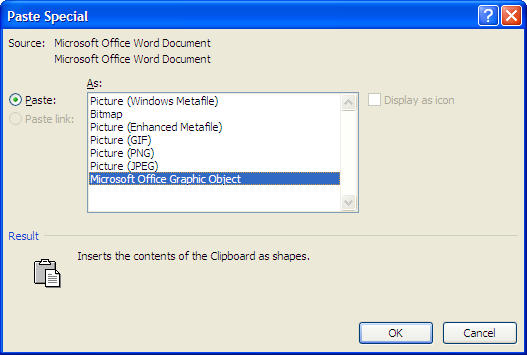 Paste Special
Source: Microsoft Office Word Document
Microsoft Office Word Document
As:
Paste:
Paste link:
Picture (Windows Metafile)
Bitmap
Picture (Enhanced Metafile)
Picture (GIF)
Picture (PNG)
Picture (JPEG)
Microsoft Office Graphic Object
Display as icon
Result
Inserts the contents of the Clipboard as shapes.
OK
Cancel